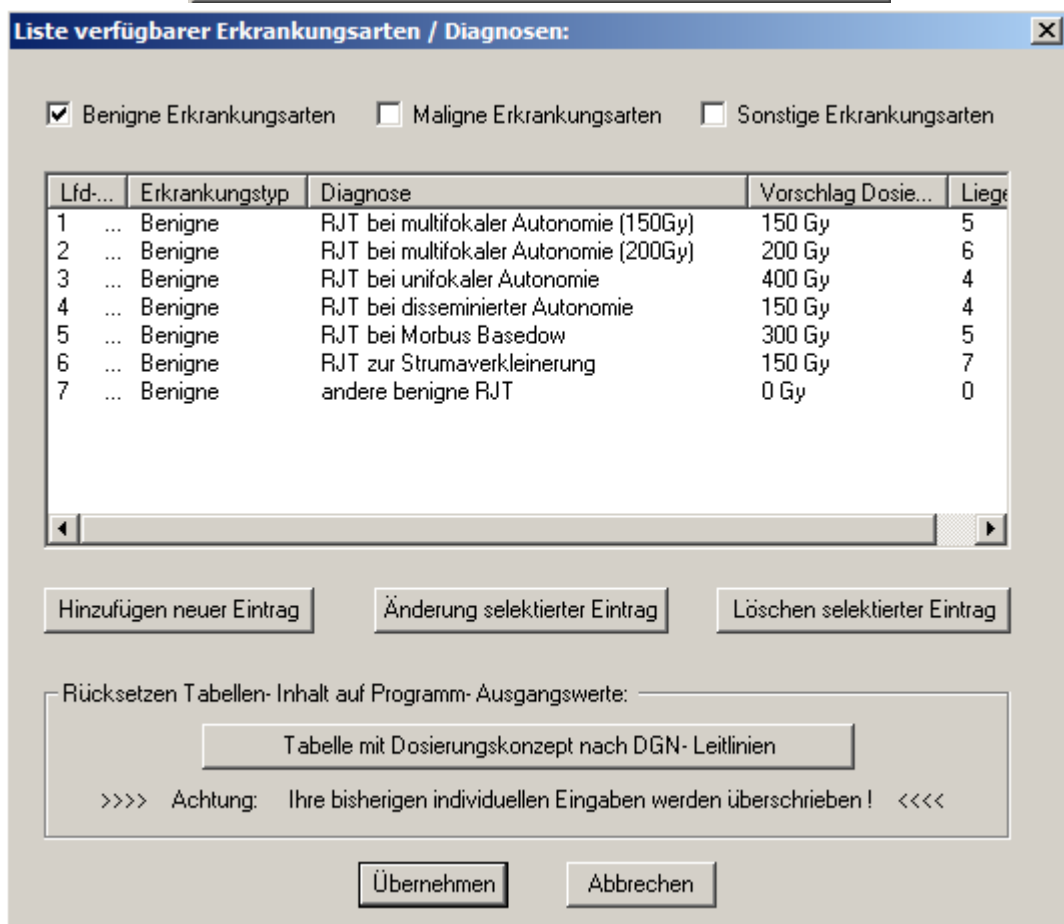 Liste verfügbarer Erkrankungsarten / Diagnosen:
Benigne Erkrankungsarten Maligne Erkrankungsarten Sonstige Erkrankungsarten
Lfd-... Erkrankungstyp Diagnose Vorschlag Dosie... Liege
1 ... Benigne RJT bei multifokaler Autonomie (150Gy) 150 Gy 5
2 ... Benigne RJT bei multifokaler Autonomie (200Gy) 200 Gy 6
3 ... Benigne RJT bei unifokaler Autonomie 400 Gy 4
4 ... Benigne RJT bei disseminierter Autonomie 150 Gy 4
5 ... Benigne RJT bei Morbus Basedow 300 Gy 5
6 ... Benigne RJT zur Strumaverkleinerung 150 Gy 7
7 ... Benigne andere benigne RJT 0 Gy 0
Hinzufügen neuer Eintrag Änderung selektierter Eintrag Löschen selektierter Eintrag
Rücksetzen Tabellen- Inhalt auf Programm- Ausgangswerte:
Tabelle mit Dosierungskonzept nach DGN- Leitlinien
>>>> Achtung: Ihre bisherigen individuellen Eingaben werden überschrieben ! <<<<
Übernehmen Abbrechen